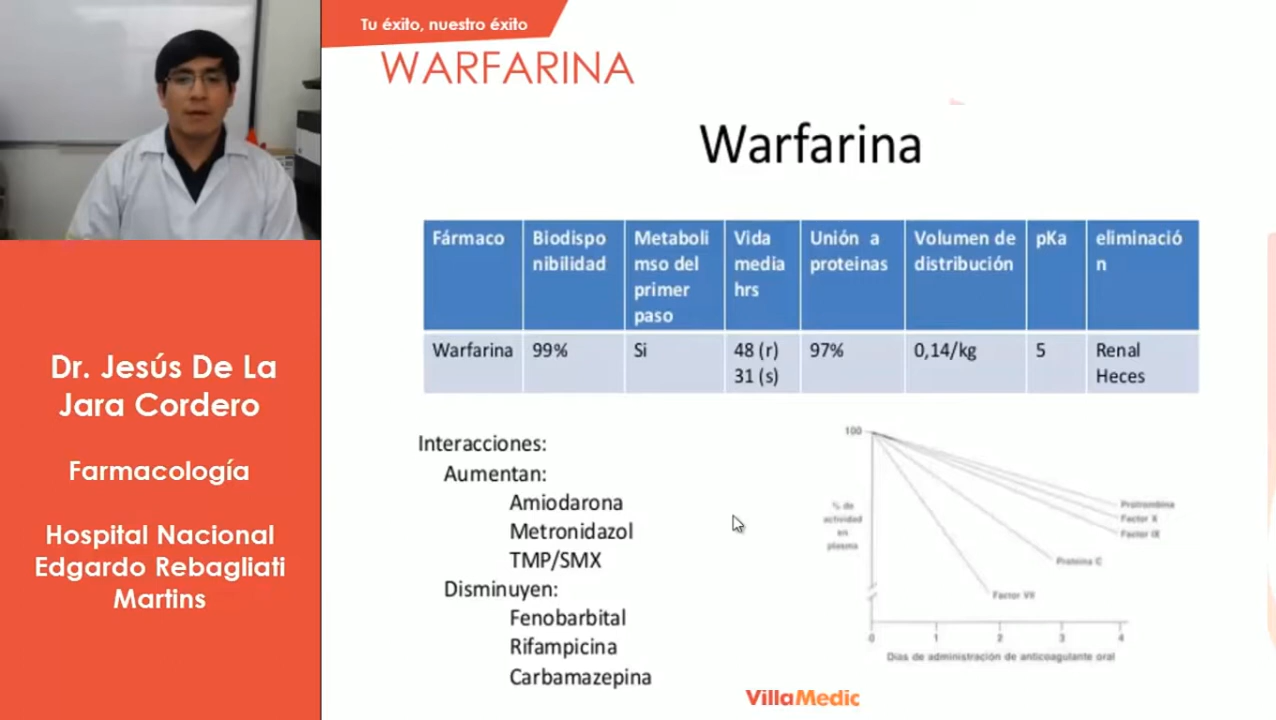 Tu éxito, nuestro éxito
WARFARINA
Warfarina
Fármaco
Biodispo
nibilidad
Metaboli
mso del
primer
paso
Vida
media
hrs
Unión a
proteinas
Volumen de
distribución
pKa
eliminació
n
Warfarina
99%
Si
48 (r)
31 (s)
97%
0,14/kg
5
Renal
Heces
Interacciones:
Aumentan:
Amiodarona
Metronidazol
TMP/SMX
Disminuyen:
Fenobarbital
Rifampicina
Carbamazepina
100
% de
actividad
en
plasma
Protrombina
Factor X
Factor IX
Proteína C
Factor VII
0 1 2 3 4
Días de administración de anticoagulante oral
Dr. Jesús De La
Jara Cordero
Farmacología
Hospital Nacional
Edgardo Rebagliati
Martins
VillaMedic